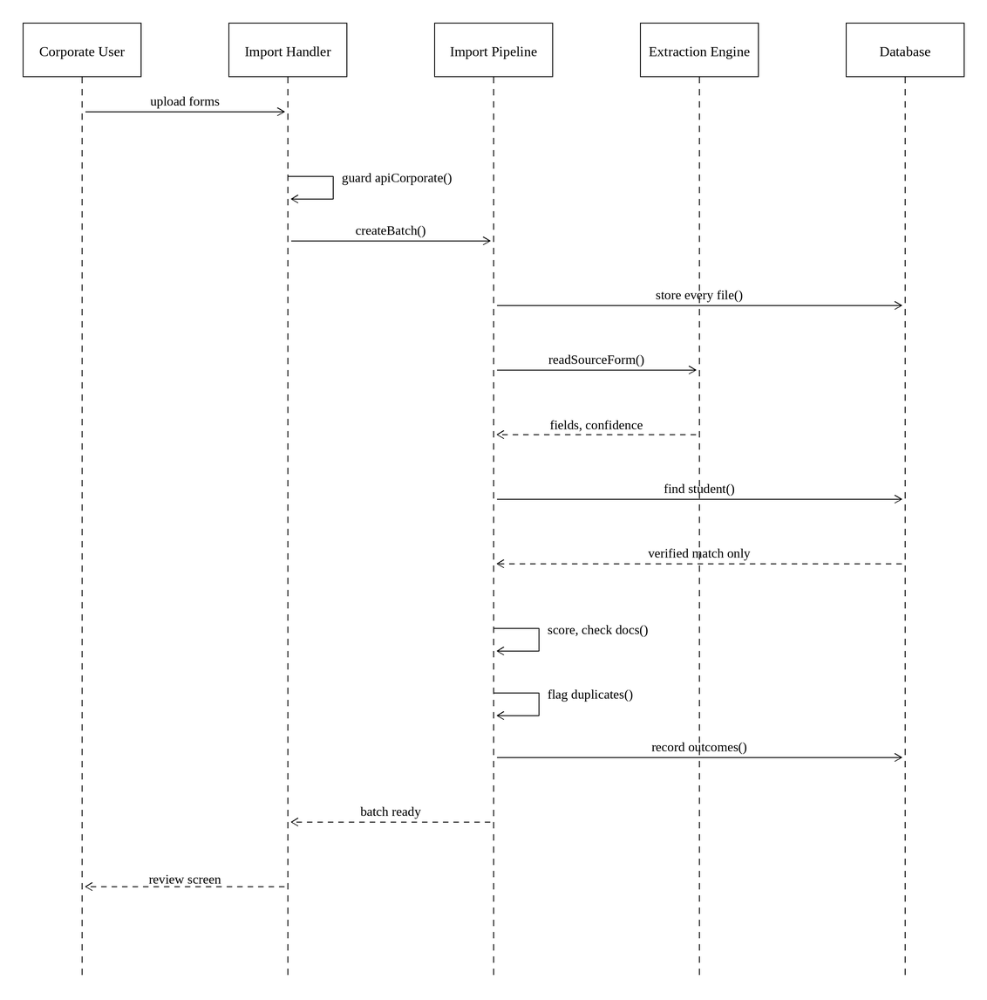 Corporate User
Import Handler
Import Pipeline
Extraction Engine
Database
upload forms
guard apiCorporate()
createBatch()
store every file()
readSourceForm()
fields, confidence
find student()
verified match only
score, check docs()
flag duplicates()
record outcomes()
batch ready
review screen